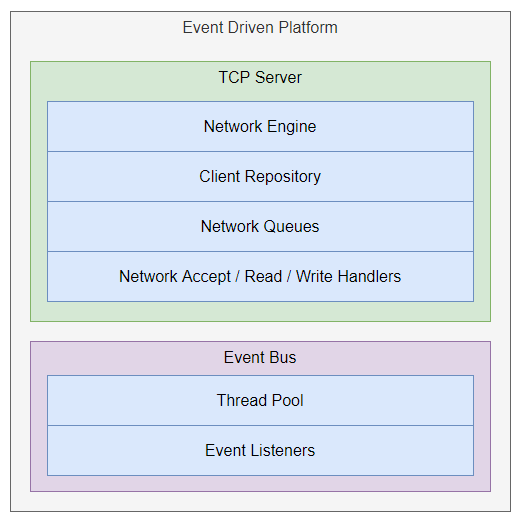 Event Driven Platform
TCP Server
Network Engine
Client Repository
Network Queues
Network Accept / Read / Write Handlers
Event Bus
Thread Pool
Event Listeners